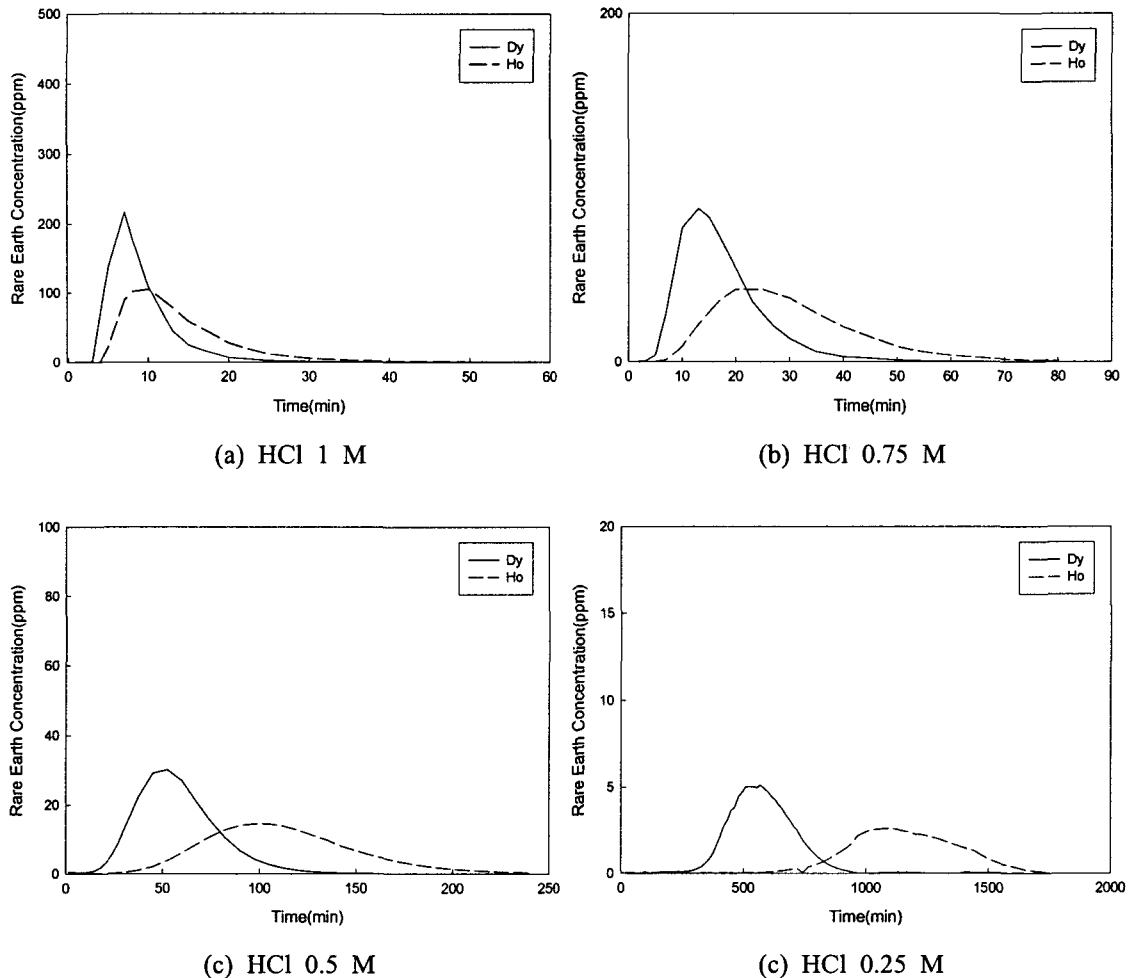 500
400
300
200
100
0
Rare Earth Concentration(ppm)
Dy
Ho
0 10 20 30 40 50 60
Time(min)
(a) HCl 1 M
200
0
Rare Earth Concentration(ppm)
Dy
Ho
0 10 20 30 40 50 60 70 80 90
Time(min)
(b) HCl 0.75 M
100
80
60
40
20
0
Rare Earth Concentration(ppm)
Dy
Ho
0 50 100 150 200 250
Time(min)
(c) HCl 0.5 M
20
15
10
5
0
Rare Earth Concentration(ppm)
Dy
Ho
0 500 1000 1500 2000
Time(min)
(c) HCl 0.25 M